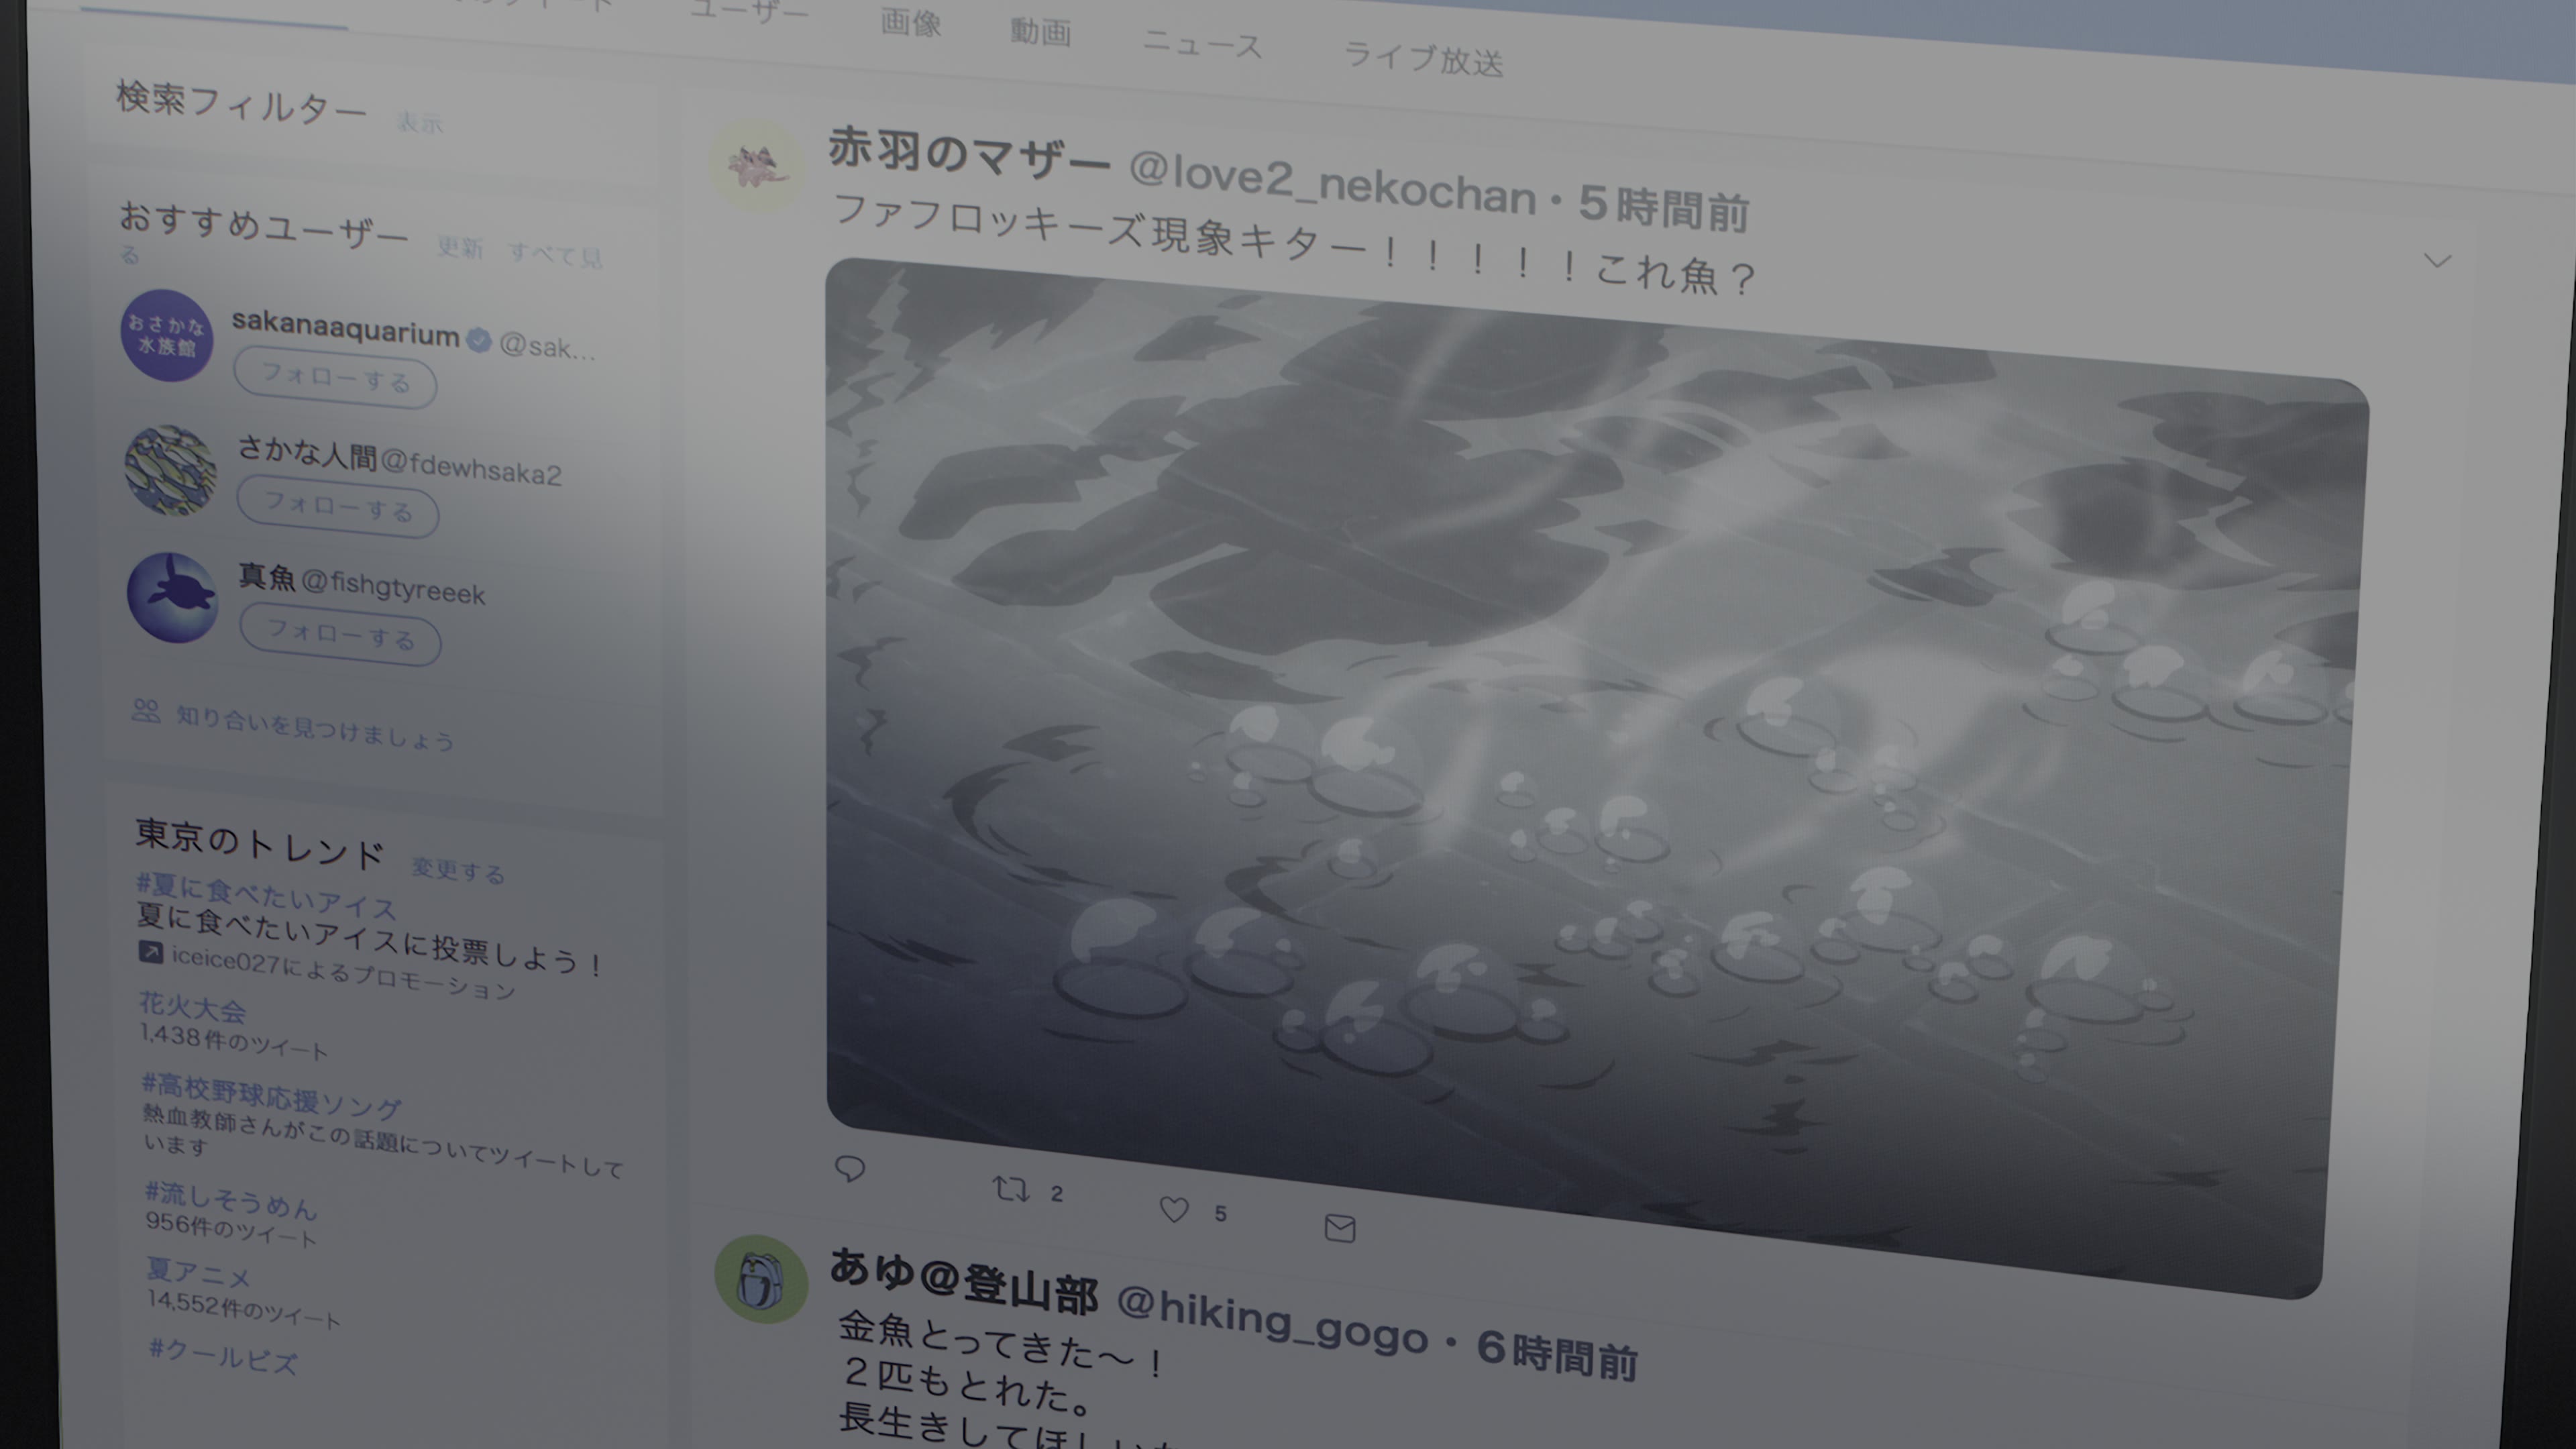 ユーザー
画像
動画
ニュース
ライブ放送
検索フィルター 表示
おすすめユーザー 更新 すべて見
る
おさかな
水族館
sakanaaquarium @sak...
フォローする
さかな人間@fdewhsaka2
フォローする
真魚@fishgtyreeek
フォローする
知り合いを見つけましょう
東京のトレンド 変更する
#夏に食べたいアイス
夏に食べたいアイスに投票しよう！
iceice027によるプロモーション
花火大会
1,438件のツイート
#高校野球応援ソング
熱血教師さんがこの話題についてツイートして
います
#流しそうめん
956件のツイート
夏アニメ
14,552件のツイート
#クールビズ
赤羽のマザー @love2_nekochan・5時間前
ファフロッキーズ現象キター！！！！！これ魚？
2
5
あゆ@登山部 @hiking_gogo・6時間前
金魚とってきた～！
２匹もとれた。
長生きしてほしい